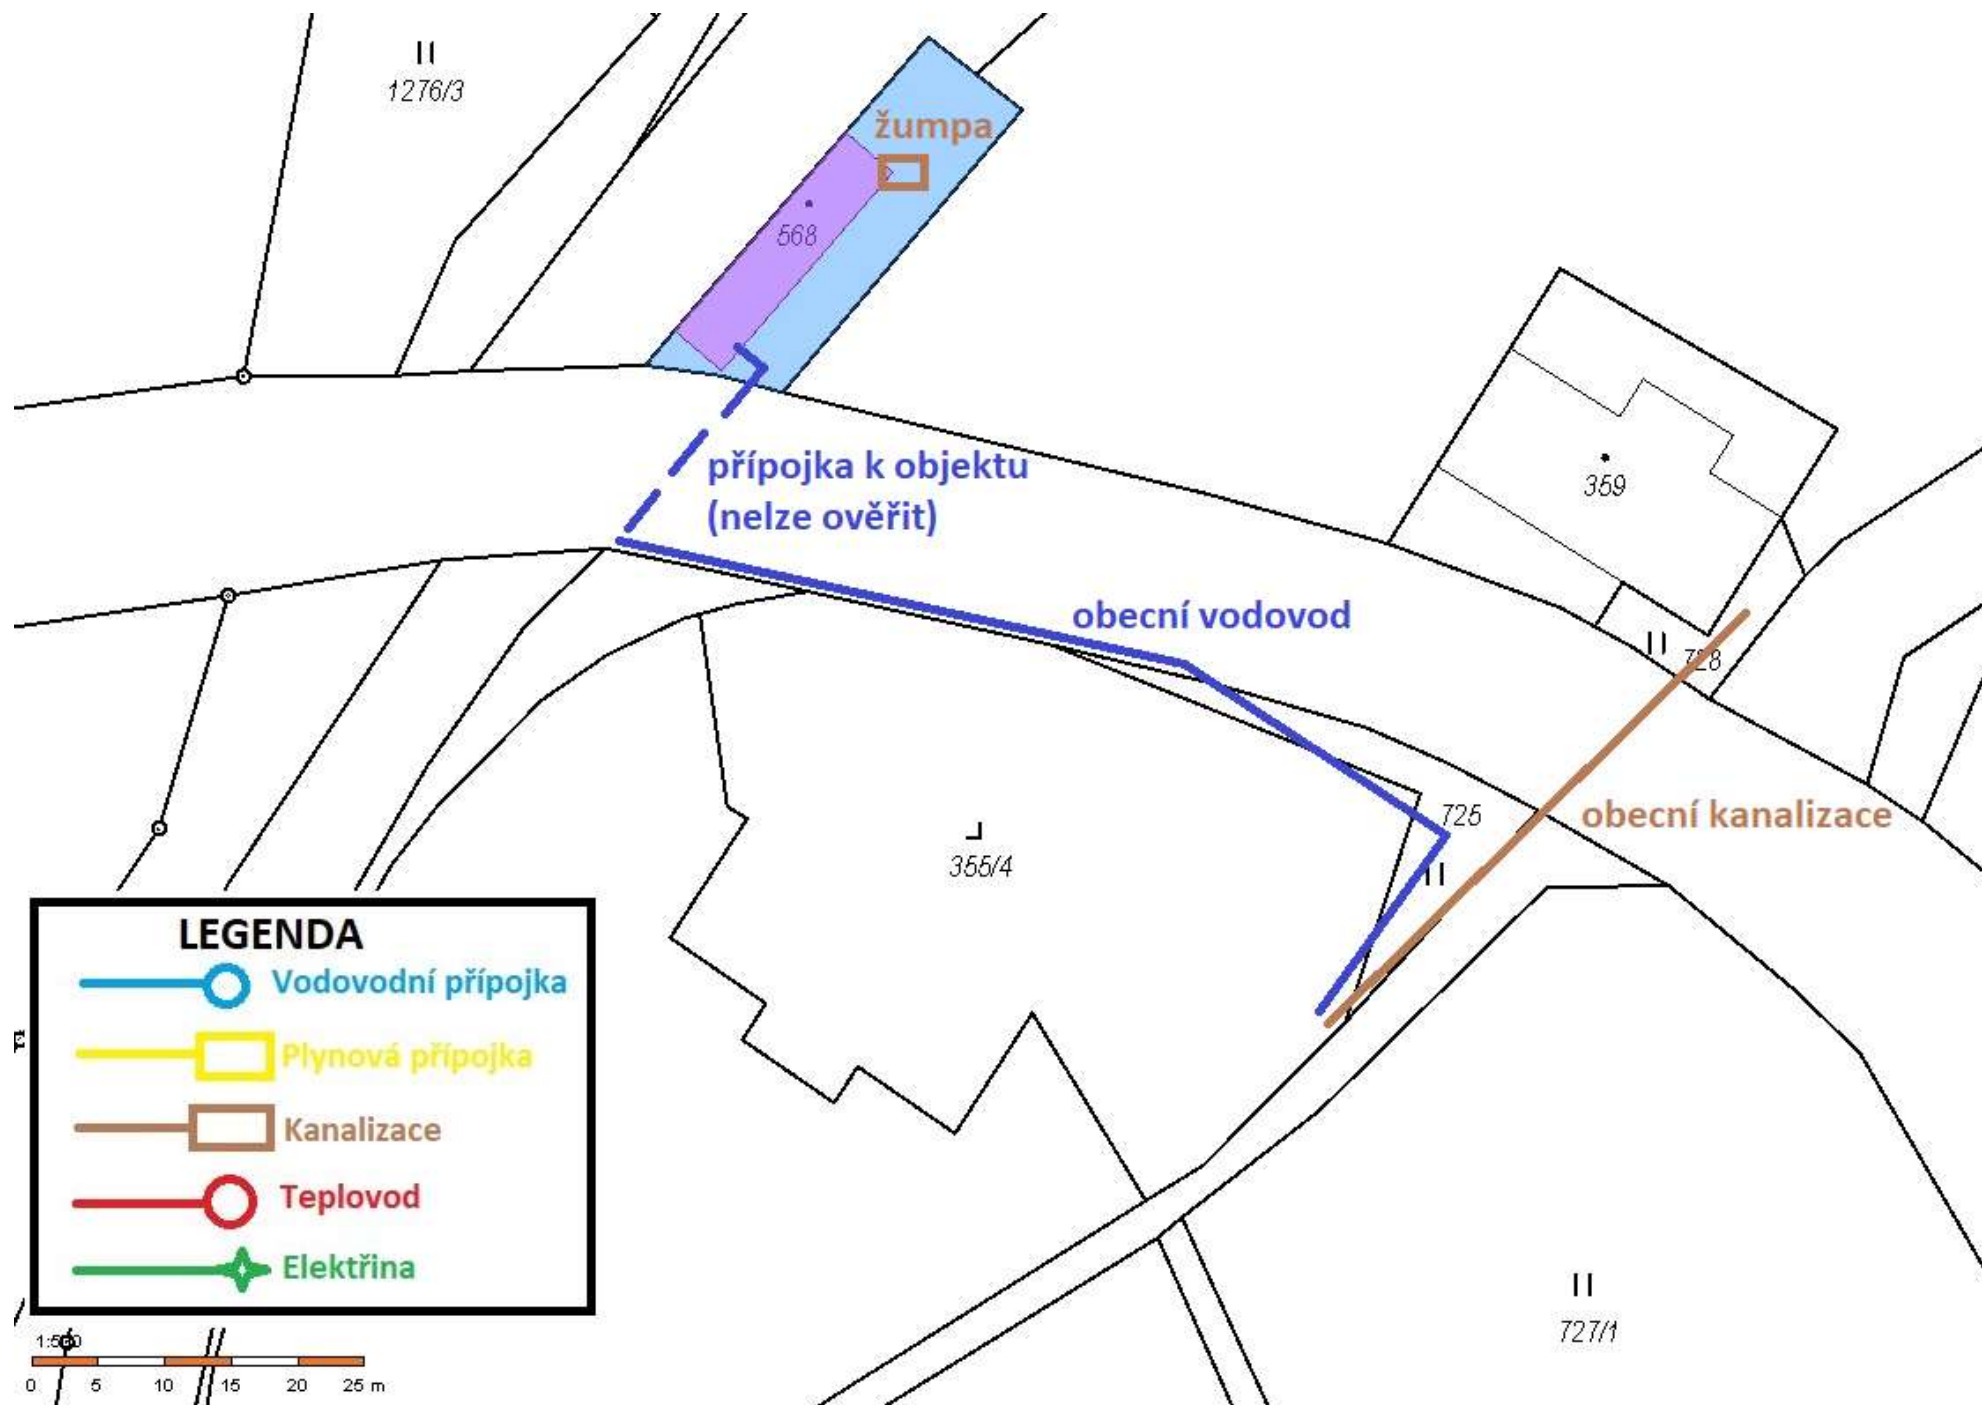 1276/3
žumpa
568
přípojka k objektu
(nelze ověřit)
359
obecní vodovod
728
725
obecní kanalizace
355/4
LEGENDA
Vodovodní přípojka
Plynová přípojka
Kanalizace
Teplovod
Elektřina
727/1
0 5 10 15 20 25 m